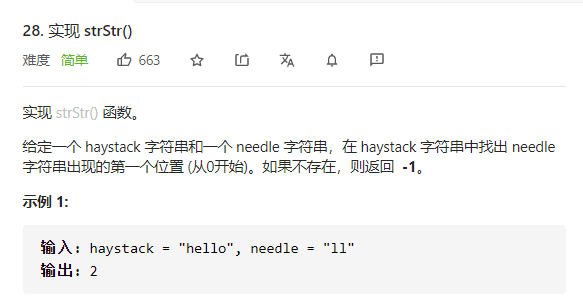 28. 实现 strStr()
难度 简单 663
实现 strStr() 函数。
给定一个 haystack 字符串和一个 needle 字符串，在 haystack 字符串中找出 needle
字符串出现的第一个位置 (从0开始)。如果不存在，则返回 -1。
示例 1:
输入: haystack = "hello", needle = "ll"
输出: 2